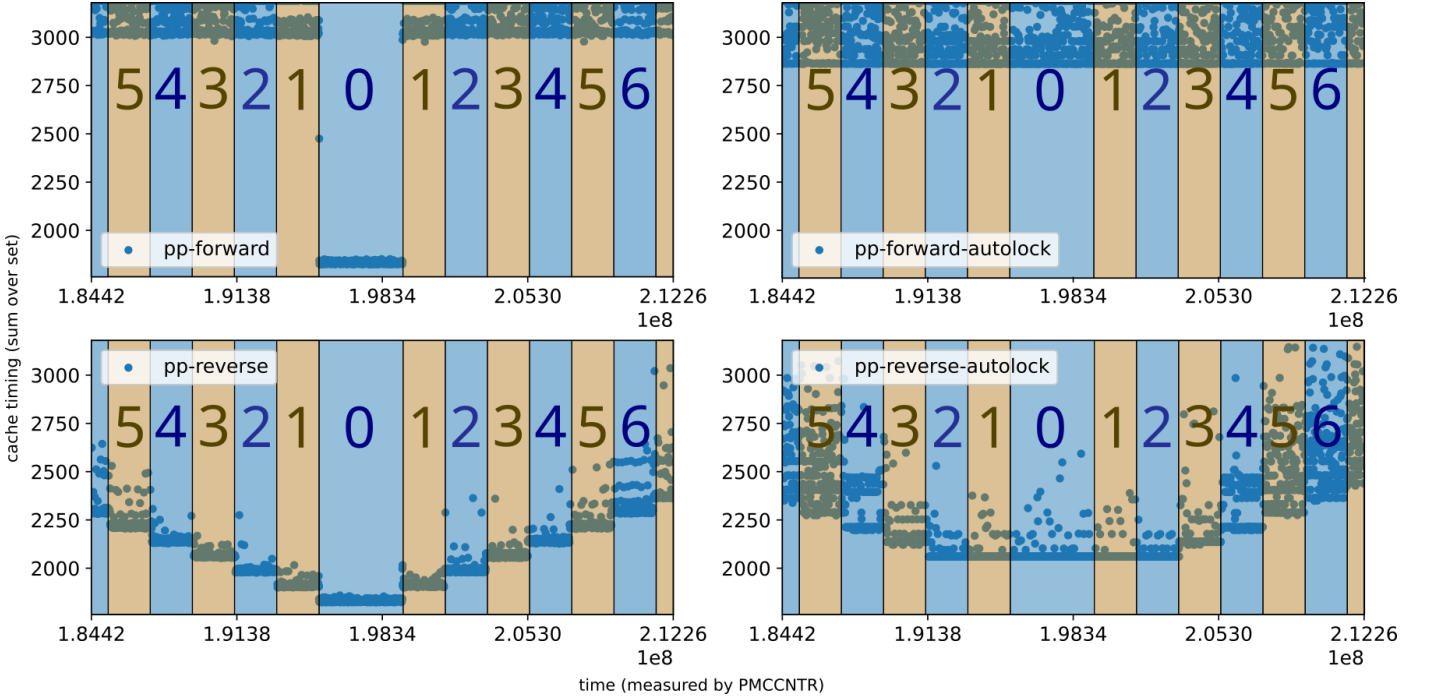 3000
2750
2500
2250
2000
5 4 3 2 1 0 1 2 3 4 5 6
pp-forward
1.8442 1.9138 1.9834 2.0530 2.1226
1e8
3000
2750
2500
2250
2000
5 4 3 2 1 0 1 2 3 4 5 6
pp-forward-autolock
1.8442 1.9138 1.9834 2.0530 2.1226
1e8
cache timing (sum over set)
3000
2750
2500
2250
2000
pp-reverse
5 4 3 2 1 0 1 2 3 4 5 6
1.8442 1.9138 1.9834 2.0530 2.1226
1e8
3000
2750
2500
2250
2000
pp-reverse-autolock
5 4 3 2 1 0 1 2 3 4 5 6
1.8442 1.9138 1.9834 2.0530 2.1226
1e8
time (measured by PMCCNTR)